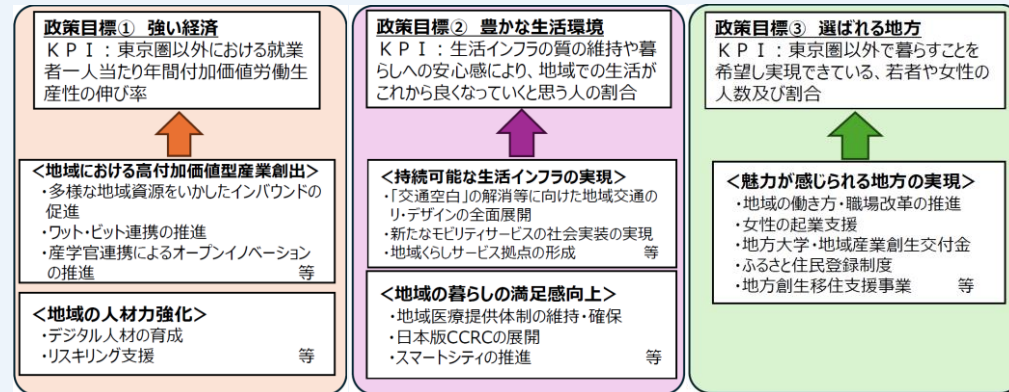 政策目標① 強い経済
KPI:東京圏以外における就業
者一人当たり年間付加価値労働生
産性の伸び率
<地域における高付加価値型産業創出>
・多様な地域資源をいかしたインバウンドの
促進
・ワット・ビット連携の推進
・産学官連携によるオープンイノベーション
の推進 等
<地域の人材力強化>
・デジタル人材の育成
・リスキリング支援 等
政策目標② 豊かな生活環境
KPI:生活インフラの質の維持や暮
らしへの安心感により、地域での生活が
これから良くなっていくと思う人の割合
<持続可能な生活インフラの実現>
・「交通空白」の解消等に向けた地域交通の
リ・デザインの全面展開
・新たなモビリティサービスの社会実装の実現
・地域くらしサービス拠点の形成 等
<地域の暮らしの満足感向上>
・地域医療提供体制の維持・確保
・日本版CCRCの展開
・スマートシティの推進 等
政策目標③ 選ばれる地方
KPI:東京圏以外で暮らすことを
希望し実現できている、若者や女性の
人数及び割合
<魅力が感じられる地方の実現>
・地域の働き方・職場改革の推進
・女性の起業支援
・地方大学・地域産業創生交付金
・ふるさと住民登録制度
・地方創生移住支援事業 等